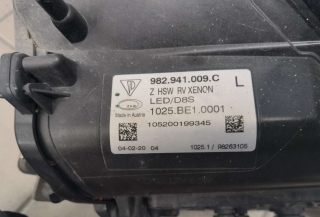 982.941.009.C L
Z HSW RV XENON
LED/D8S
1025.BE1.0001
Made in Austria
105200199345
04-02-20 04 1025.1/